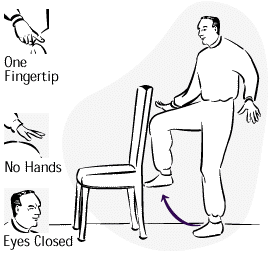 One
Fingertip
No Hands
Eyes Closed